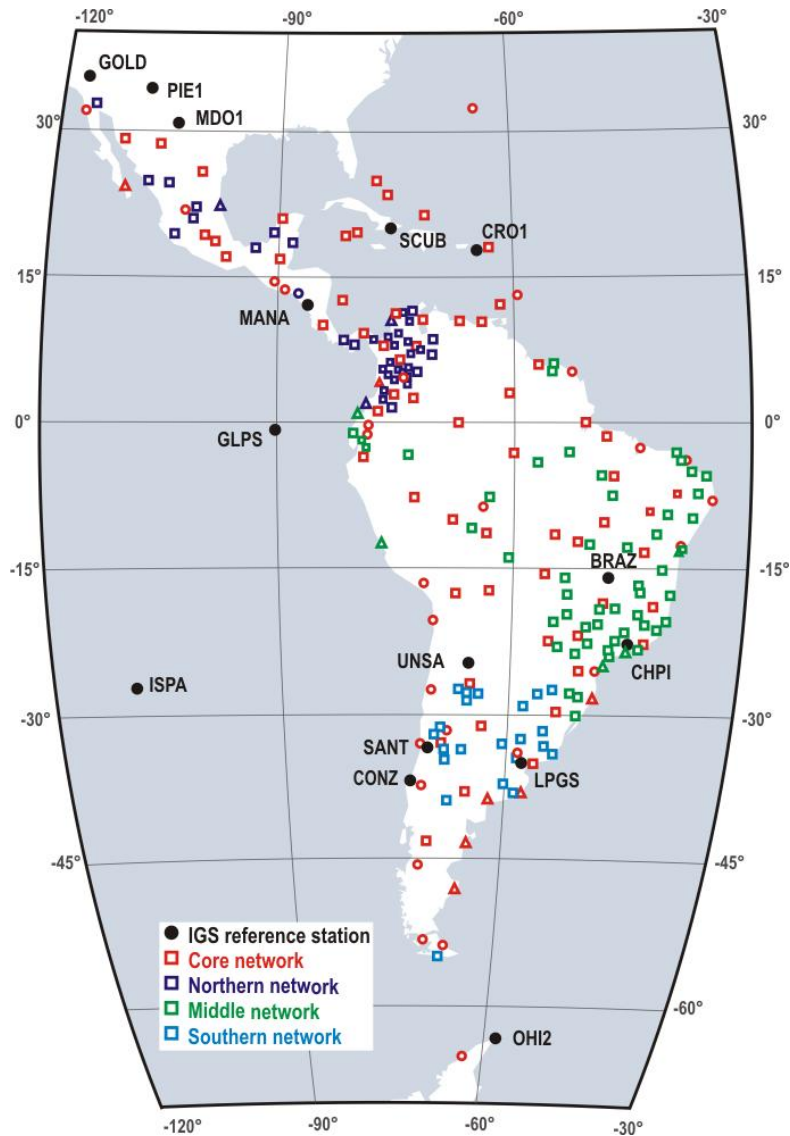 -120°
-90°
-60°
-30°
GOLD
PIE1
MDO1
30°
30°
SCUB
CRO1
15°
15°
MANA
0°
0°
GLPS
-15°
BRAZ
-15°
UNSA
CHPI
ISPA
-30°
-30°
SANT
CONZ
LPGS
-45°
-45°
IGS reference station
Core network
Northern network
Middle network
Southern network
-60°
OHI2
-120°
-90°
-60°
-30°